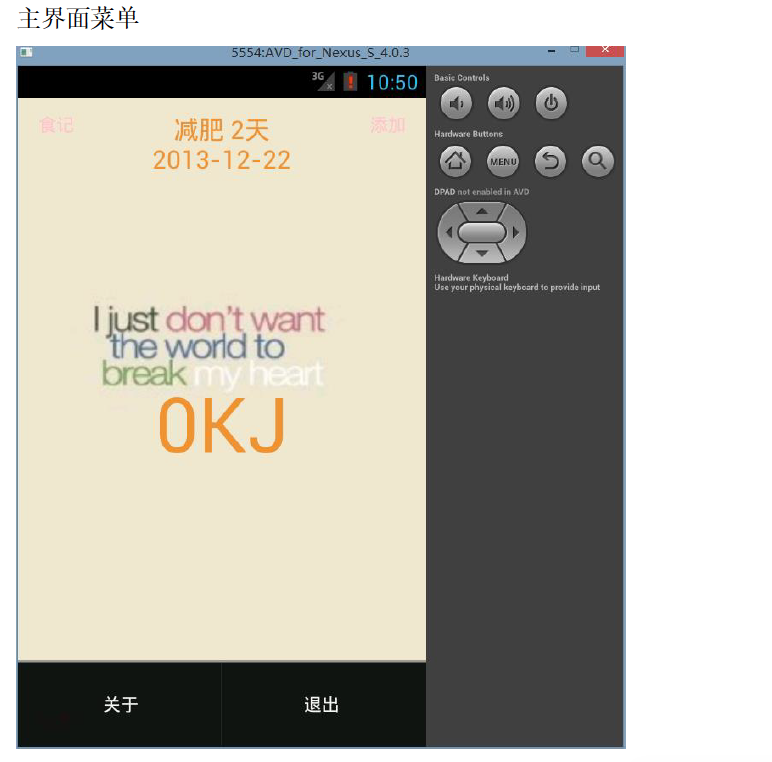 主界面菜单
5554:AVD_for_Nexus_S_4.0.3
3G 10:50
食记 减肥 2天 添加
2013-12-22
I just don't want
the world to
break my heart
0KJ
关于 退出
Basic Controls
Hardware Buttons
MENU
DPAD not enabled in AVD
Hardware Keyboard
Use your physical keyboard to provide input